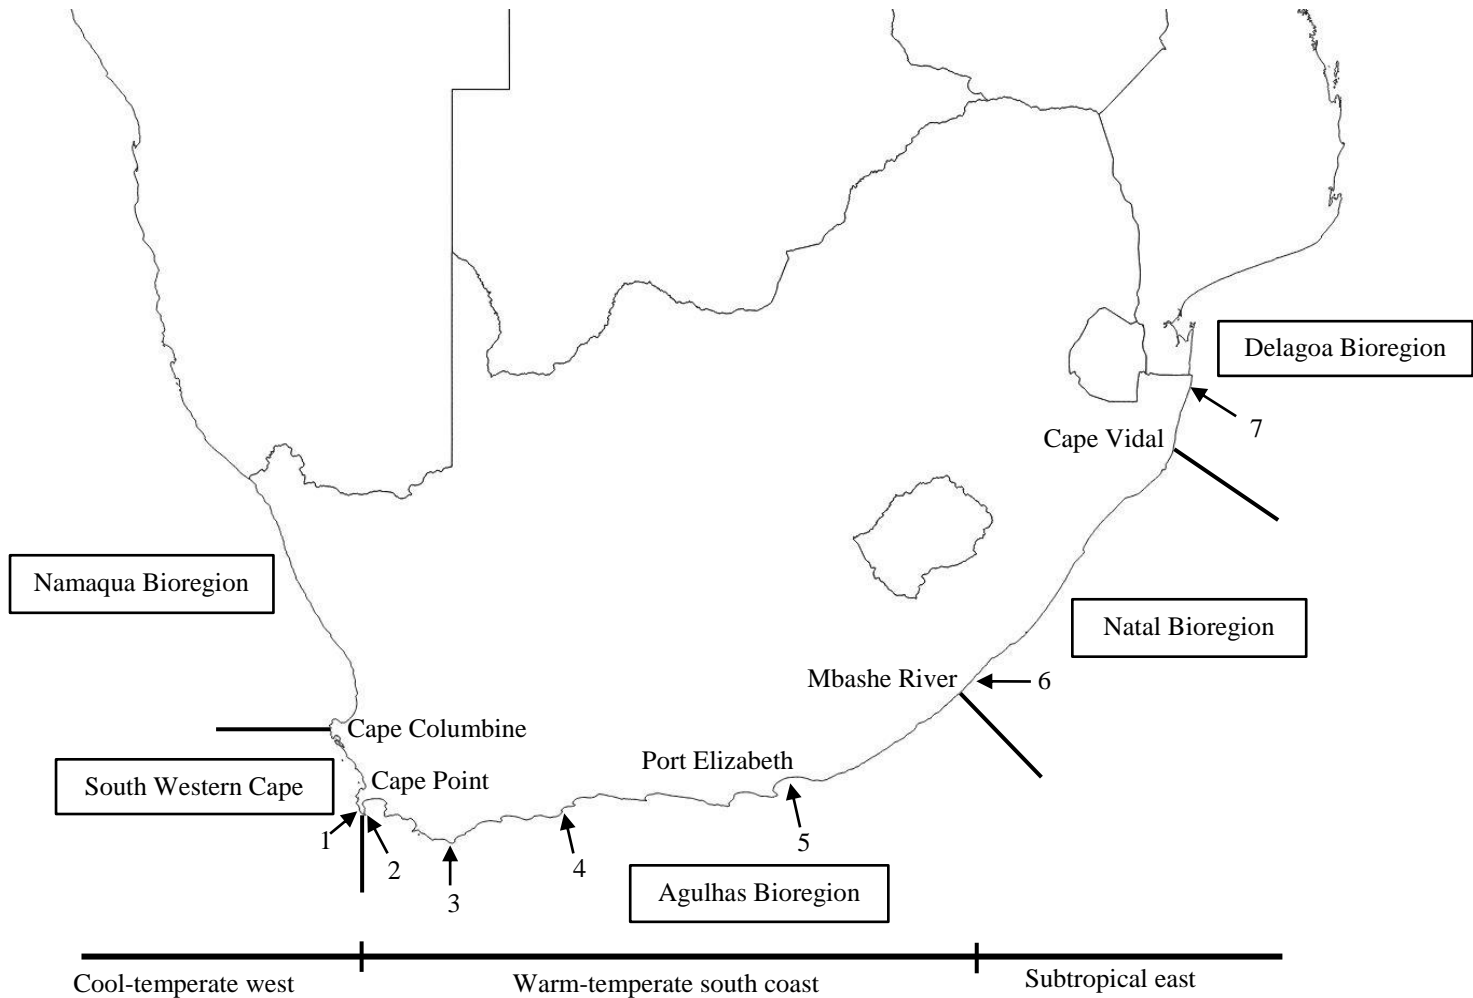 Delagoa Bioregion
7
Cape Vidal
Namaqua Bioregion
Natal Bioregion
Mbashe River
6
Cape Columbine
Port Elizabeth
South Western Cape
Cape Point
1
2
3
4
5
Agulhas Bioregion
Cool-temperate west
Warm-temperate south coast
Subtropical east